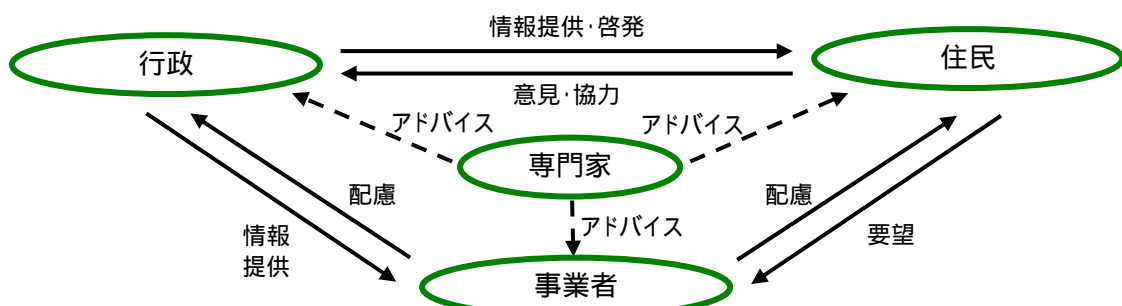 情報提供・啓発
行政
住民
意見・協力
アドバイス
アドバイス
専門家
配慮
配慮
アドバイス
情報
提供
要望
事業者